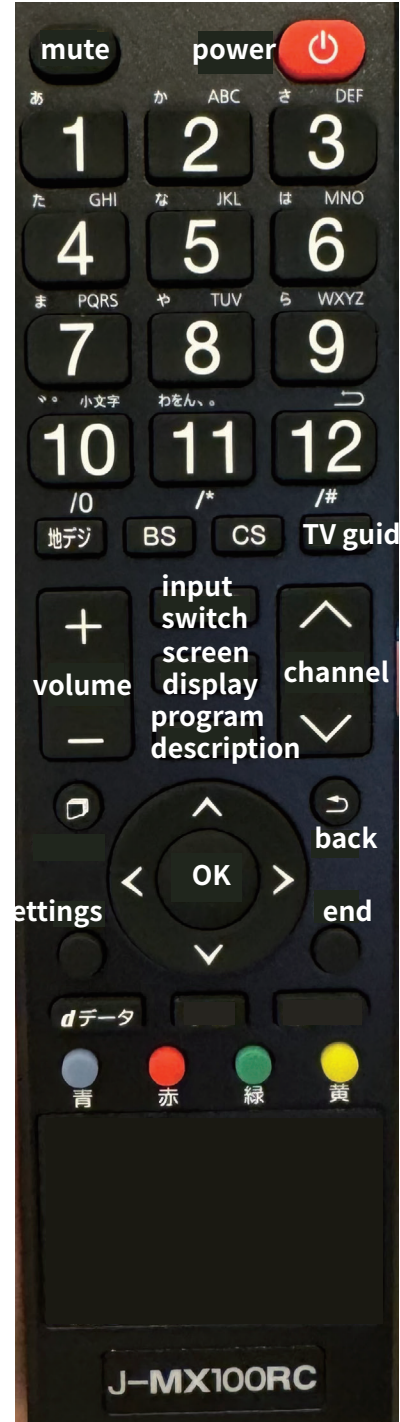 mute power
あ か ABC さ DEF
1 2 3
た GHI な JKL は MNO
4 5 6
ま PQRS や TUV ら WXYZ
7 8 9
゛゜ 小文字 わをん、。
10 11 12
/0 /* /#
地デジ BS CS TV guid
input
switch
screen
display
program
description
+
volume
−
channel
back
OK
ettings end
dデータ
青 赤 緑 黄
J-MX100RC